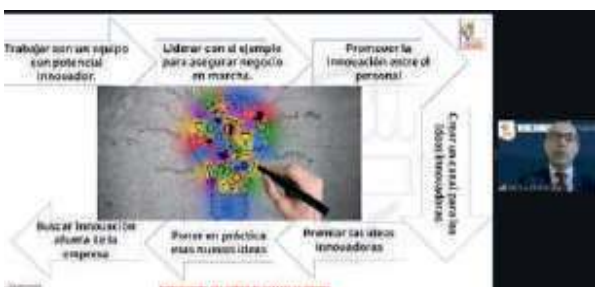 Trabajar con un equipo
con potencial
innovador.
Liderar con el ejemplo
para asegurar negocio
en marcha.
Promover la
innovación entre el
personal
Crear un canal para las
ideas innovadoras
Premiar las ideas
innovadoras
Poner en práctica
esas nuevas ideas
Buscar innovación
afuera de la
empresa